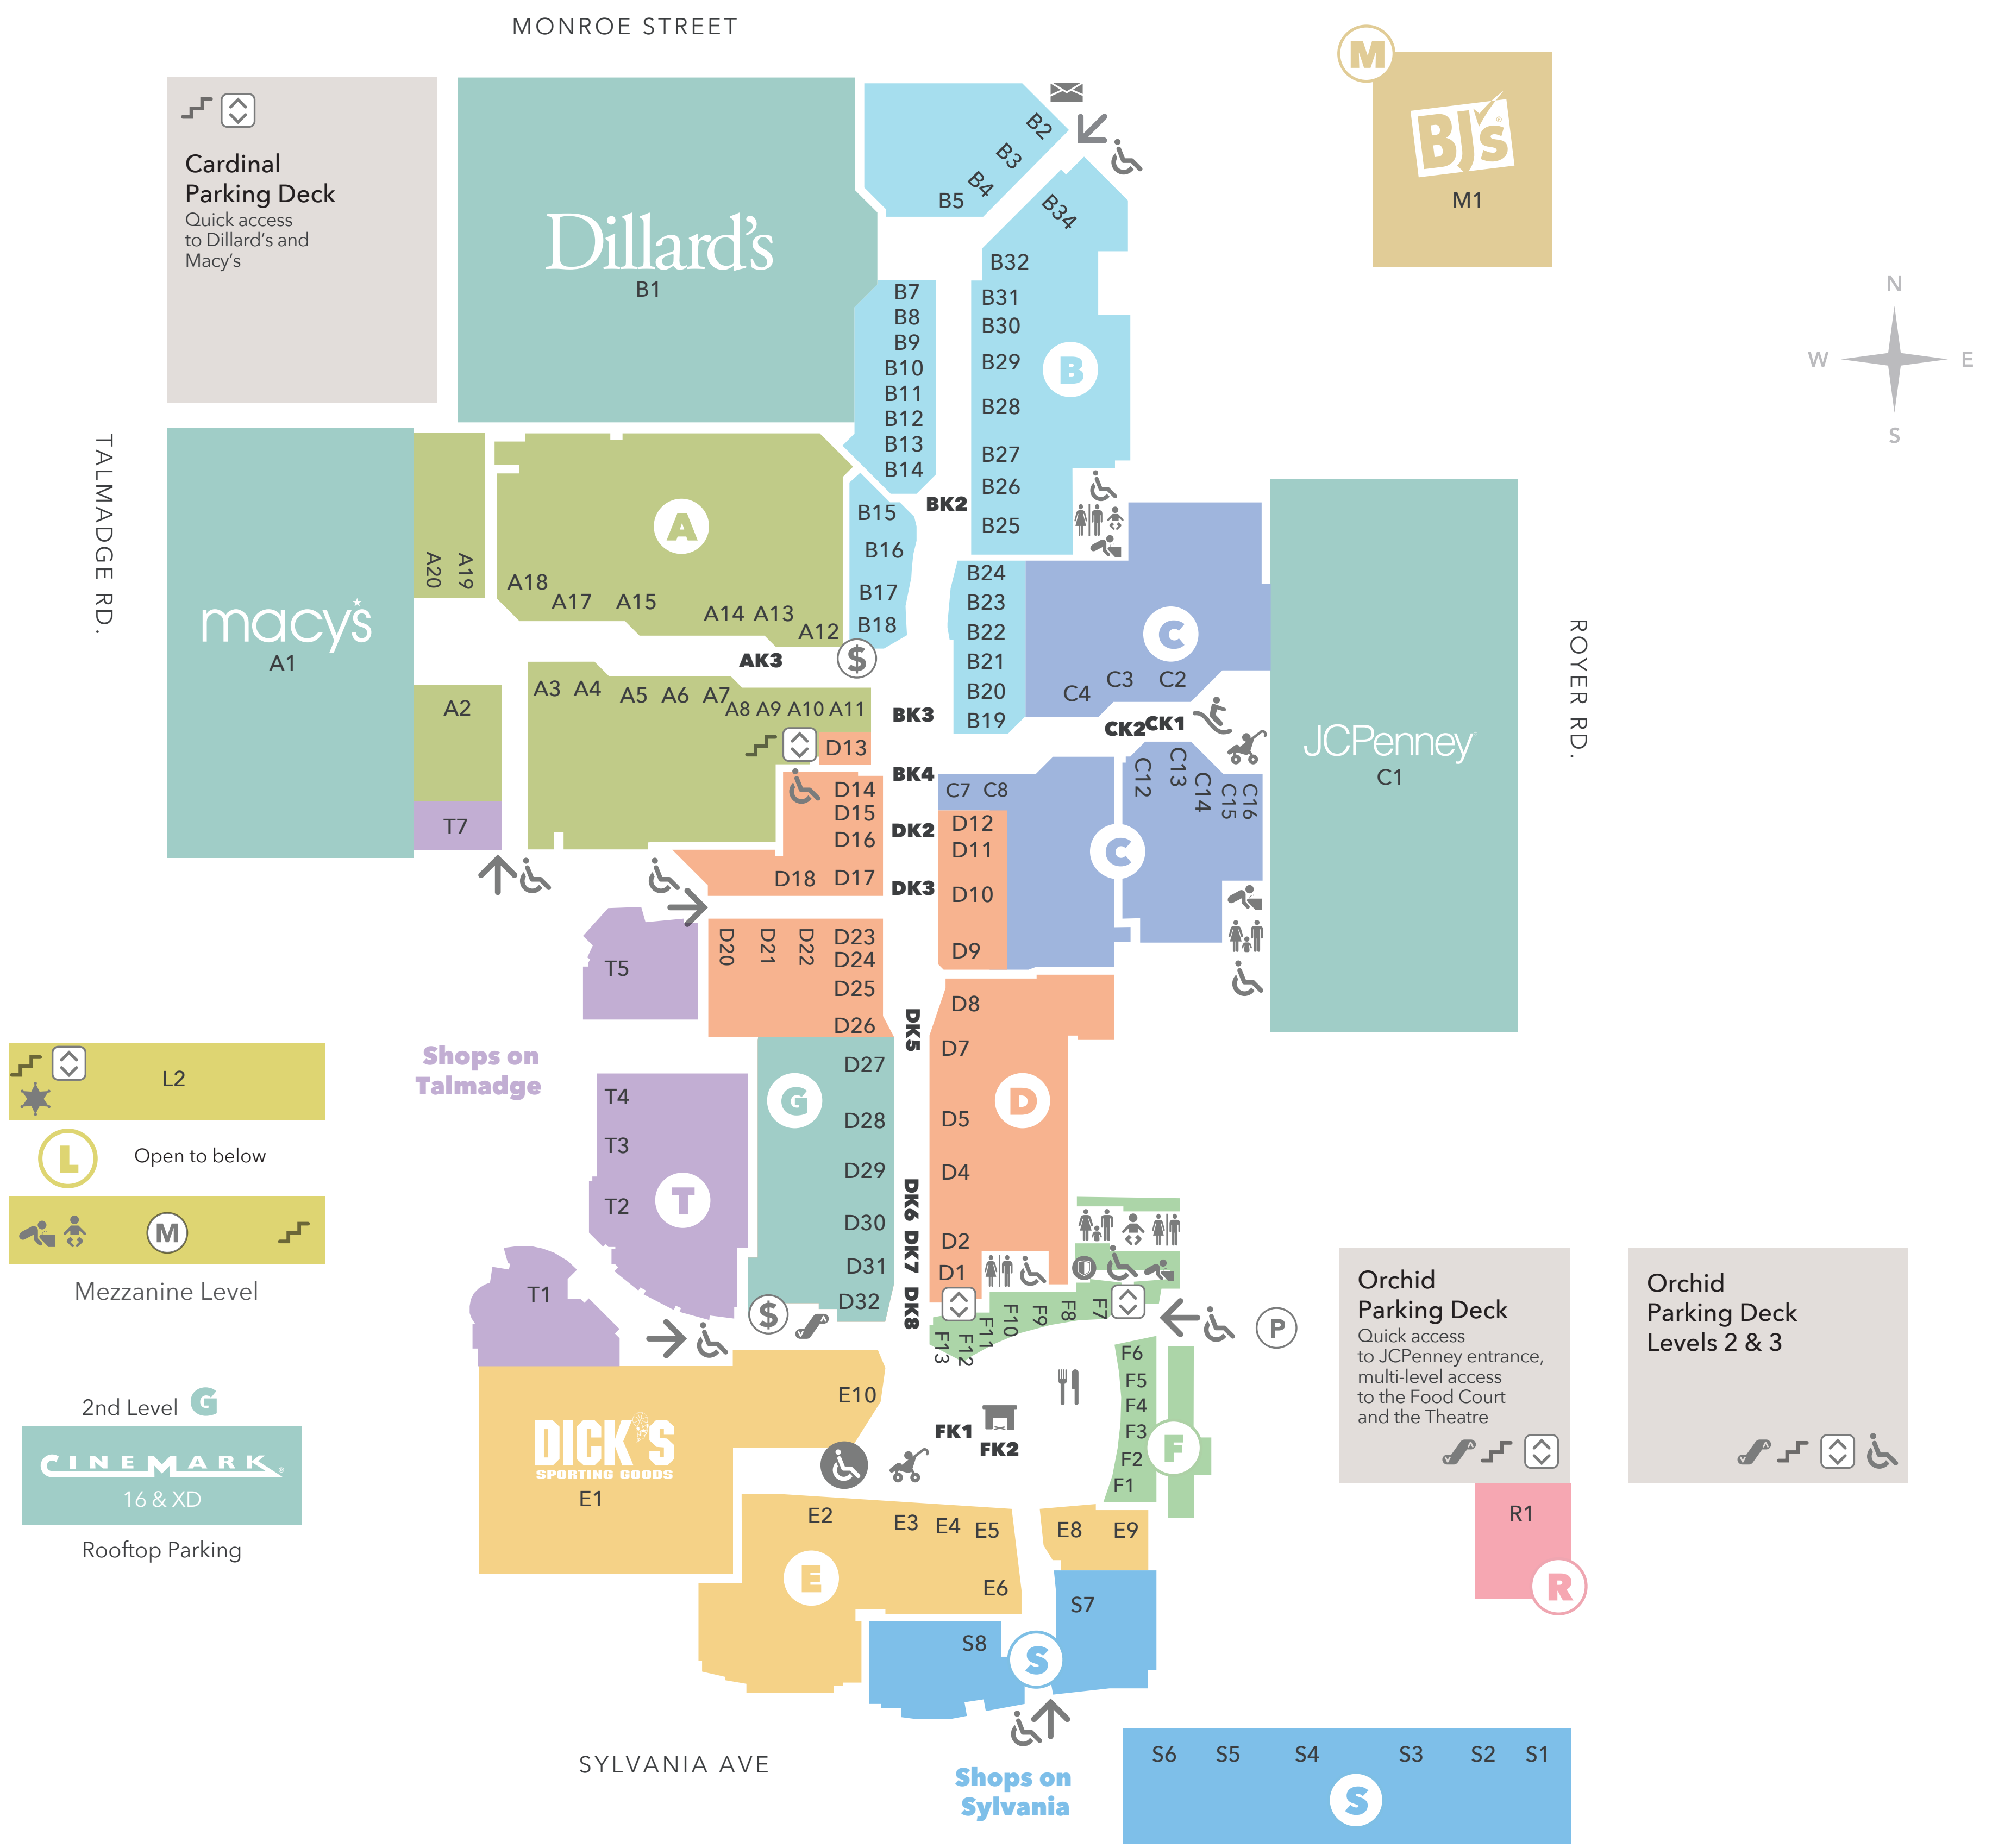 MONROE STREET
M
BJ's
M1
Cardinal
Parking Deck
Quick access
to Dillard's and
Macy's
Dillard's
B1
B2
B3
B4
B5
B34
B32
B7
B8
B9
B10
B11
B12
B13
B14
B31
B30
B29
B28
B27
B26
B25
B
N
W
E
S
TALMADGE RD.
macy's
A1
A20
A19
A
A18
A17
A15
A14
A13
A12
B15
B16
B17
B18
BK2
B24
B23
B22
B21
B20
B19
C
C4
C3
C2
JCPenney
C1
ROYER RD.
AK3
$
A2
T7
A3
A4
A5
A6
A7
A8
A9
A10
A11
BK3
CK2
CK1
D13
BK4
D14
D15
D16
D18
D17
DK2
DK3
C7
C8
D12
D11
D10
D9
C
C12
C13
C14
C15
C16
T5
D20
D21
D22
D23
D24
D25
D26
DK5
D8
D7
D5
D4
D2
D1
D
Shops on
Talmadge
T4
T3
T2
T
T1
G
D27
D28
D29
D30
D31
D32
DK6
DK7
DK8
$
L2
L
Open to below
M
Mezzanine Level
2nd Level G
CINEMARK
16 & XD
Rooftop Parking
F13
F12
F11
F10
F9
F8
F7
P
F6
F5
F4
F3
F2
F1
F
FK1
FK2
E10
DICK'S
SPORTING GOODS
E1
E2
E3
E4
E5
E6
E8
E9
E
S7
S8
S
Orchid
Parking Deck
Quick access
to JCPenney entrance,
multi-level access
to the Food Court
and the Theatre
Orchid
Parking Deck
Levels 2 & 3
R1
R
SYLVANIA AVE
Shops on
Sylvania
S6
S5
S4
S3
S2
S1
S